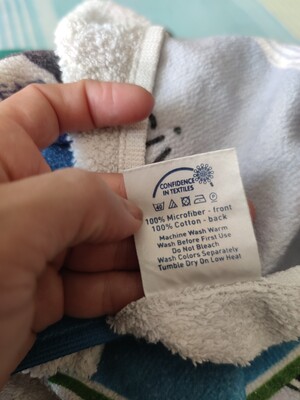 CONFIDENCE
IN TEXTILES
100% Microfiber - front
100% Cotton - back
Machine Wash Warm
Wash Before First Use
Do Not Bleach
Wash Colors Separately
Tumble Dry On Low Heat